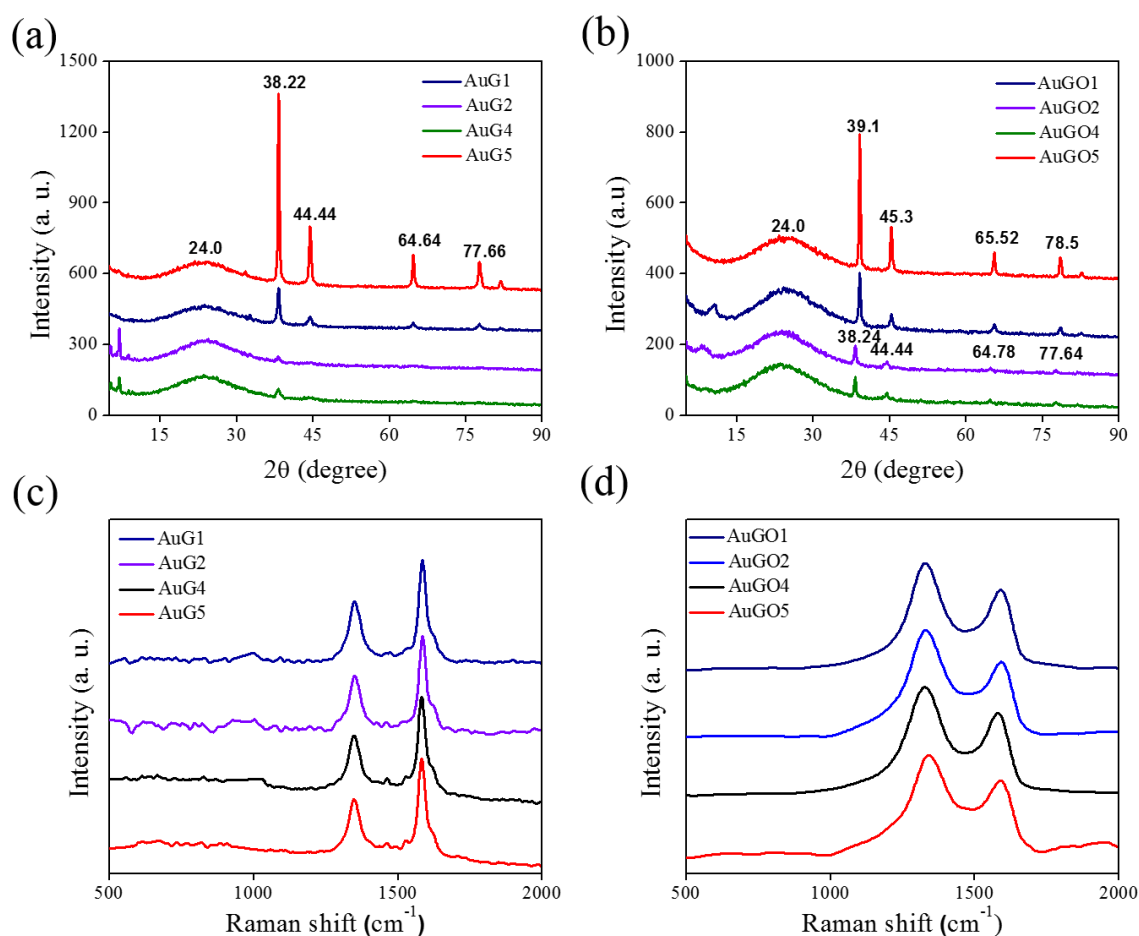 (a)
1500
1200
900
600
300
0
15
30
45
60
75
90
Intensity (a. u.)
2θ (degree)
38.22
44.44
24.0
64.64
77.66
AuG1
AuG2
AuG4
AuG5
(b)
1000
800
600
400
200
0
15
30
45
60
75
90
Intensity (a.u)
2θ (degree)
39.1
24.0
45.3
65.52
78.5
38.24
44.44
64.78
77.64
AuGO1
AuGO2
AuGO4
AuGO5
(c)
AuG1
AuG2
AuG4
AuG5
Intensity (a. u.)
500
1000
1500
2000
Raman shift (cm⁻¹)
(d)
AuGO1
AuGO2
AuGO4
AuGO5
Intensity (a. u.)
500
1000
1500
2000
Raman shift (cm⁻¹)